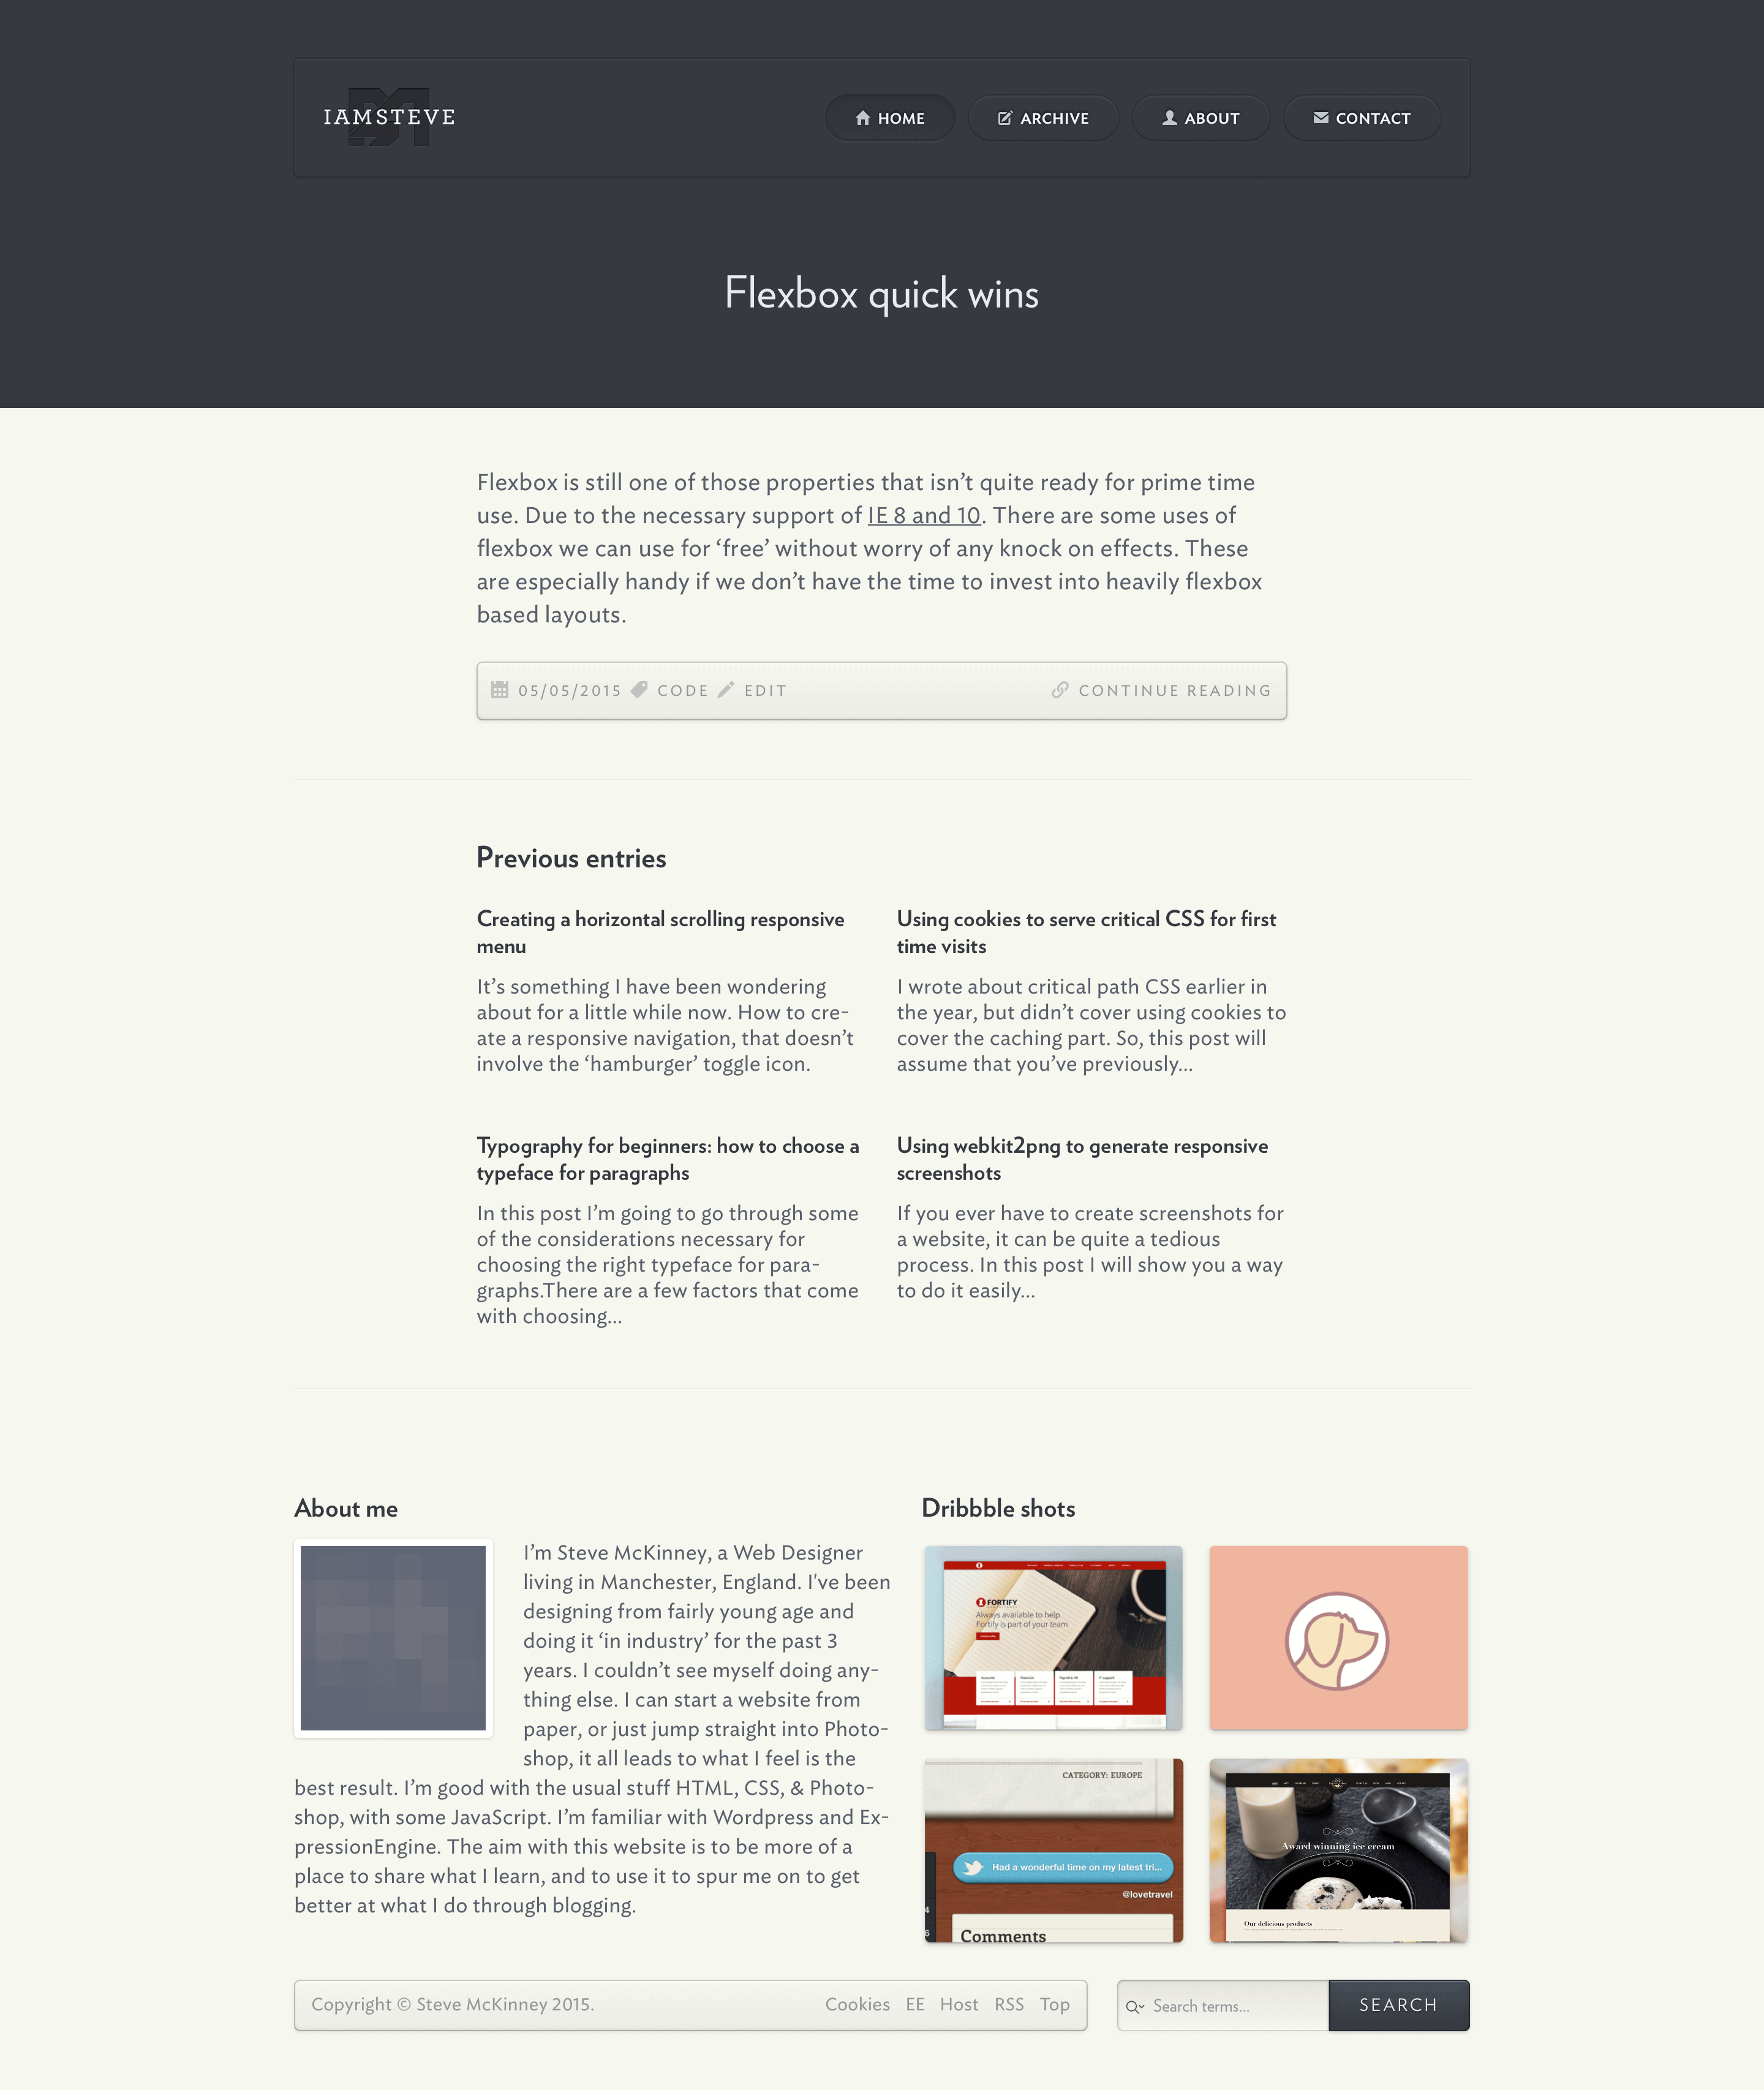 IAMSTEVE
HOME
ARCHIVE
ABOUT
CONTACT
Flexbox quick wins
Flexbox is still one of those properties that isn’t quite ready for prime time
use. Due to the necessary support of IE 8 and 10. There are some uses of
flexbox we can use for ‘free’ without worry of any knock on effects. These
are especially handy if we don’t have the time to invest into heavily flexbox
based layouts.
05/05/2015 CODE EDIT
CONTINUE READING
Previous entries
Creating a horizontal scrolling responsive
menu
It’s something I have been wondering
about for a little while now. How to cre-
ate a responsive navigation, that doesn’t
involve the ‘hamburger’ toggle icon.
Using cookies to serve critical CSS for first
time visits
I wrote about critical path CSS earlier in
the year, but didn’t cover using cookies to
cover the caching part. So, this post will
assume that you’ve previously…
Typography for beginners: how to choose a
typeface for paragraphs
In this post I’m going to go through some
of the considerations necessary for
choosing the right typeface for para-
graphs.There are a few factors that come
with choosing…
Using webkit2png to generate responsive
screenshots
If you ever have to create screenshots for
a website, it can be quite a tedious
process. In this post I will show you a way
to do it easily…
About me
I’m Steve McKinney, a Web Designer
living in Manchester, England. I've been
designing from fairly young age and
doing it ‘in industry’ for the past 3
years. I couldn’t see myself doing any-
thing else. I can start a website from
paper, or just jump straight into Photo-
shop, it all leads to what I feel is the
best result. I’m good with the usual stuff HTML, CSS, & Photo-
shop, with some JavaScript. I’m familiar with Wordpress and Ex-
pressionEngine. The aim with this website is to be more of a
place to share what I learn, and to use it to spur me on to get
better at what I do through blogging.
Dribbble shots
FORTIFY
Always available to help
Fortify is part of your team
CATEGORY: EUROPE
Had a wonderful time on my latest tri...
@lovetravel
4
6
Comments
Award winning ice cream
Our delicious products
Copyright © Steve McKinney 2015.
Cookies EE Host RSS Top
Search terms…
SEARCH